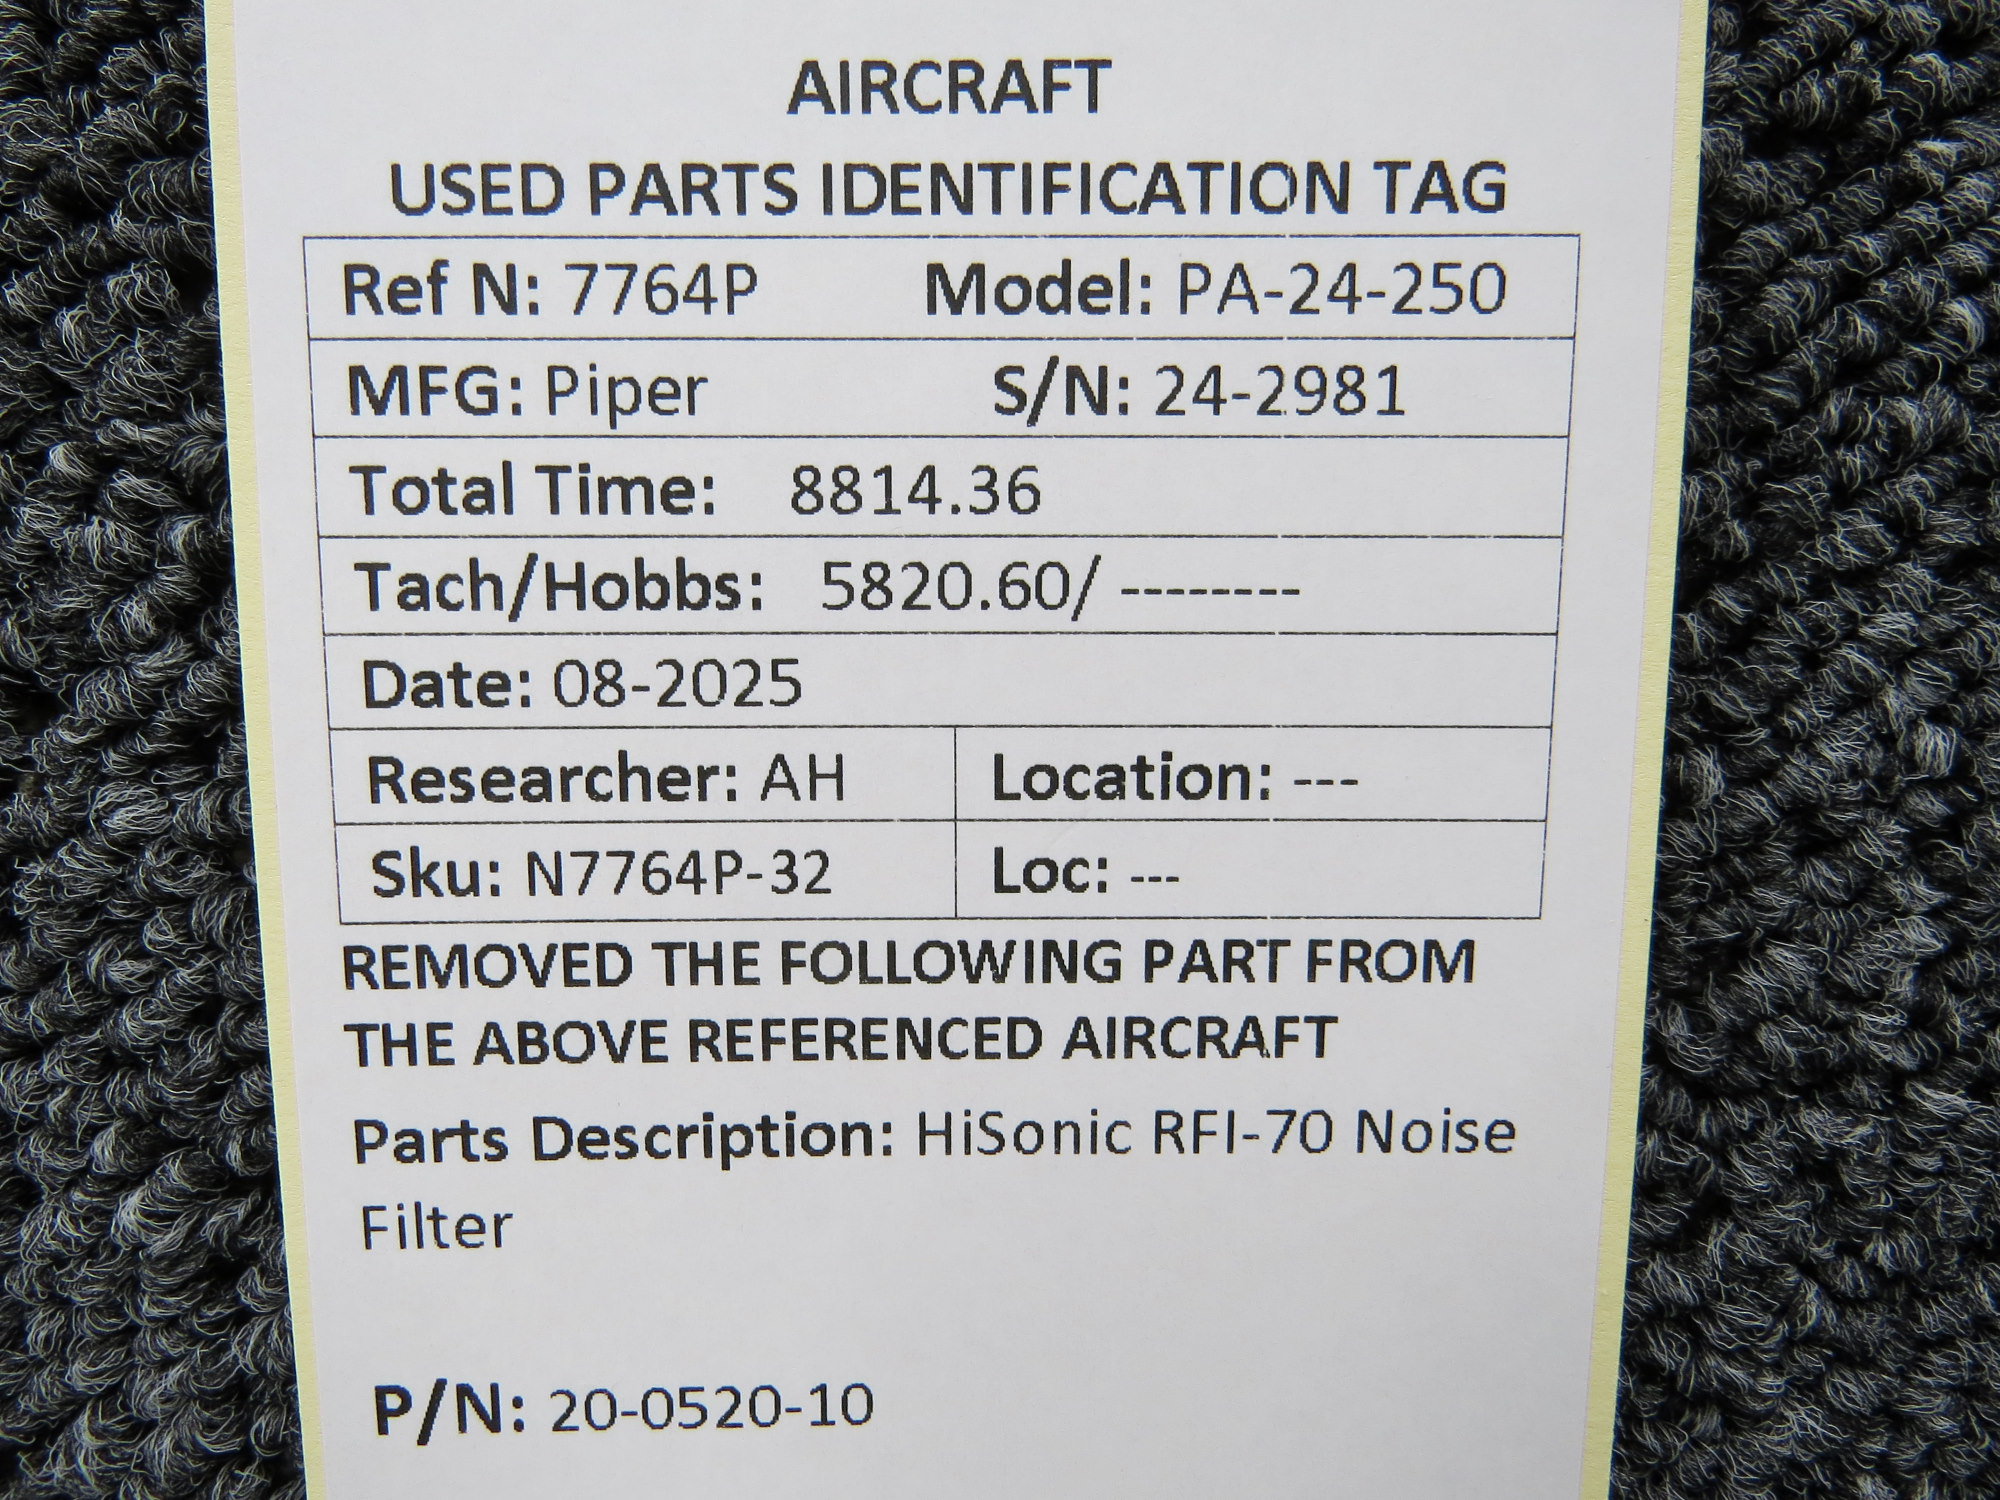 AIRCRAFT
USED PARTS IDENTIFICATION TAG
Ref N: 7764P Model: PA-24-250
MFG: Piper S/N: 24-2981
Total Time: 8814.36
Tach/Hobbs: 5820.60/ --------
Date: 08-2025
Researcher: AH Location: ---
Sku: N7764P-32 Loc: ---
REMOVED THE FOLLOWING PART FROM
THE ABOVE REFERENCED AIRCRAFT
Parts Description: HiSonic RFI-70 Noise
Filter
P/N: 20-0520-10